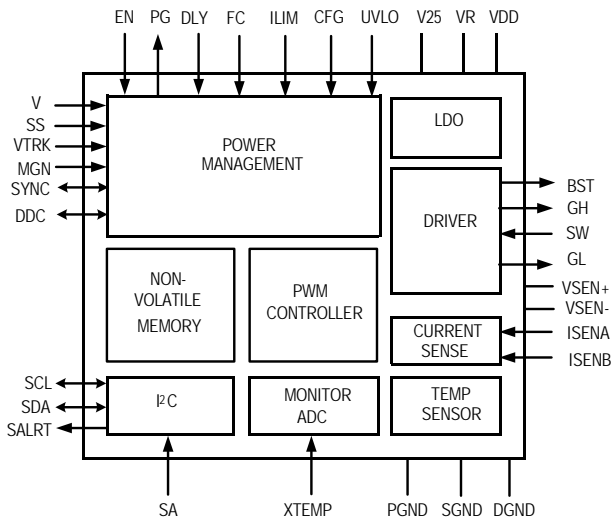 EN PG DLY FC ILIM CFG UVLO V25 VR VDD
V
SS
VTRK
MGN
SYNC
DDC
POWER
MANAGEMENT
LDO
DRIVER
BST
GH
SW
GL
VSEN+
VSEN-
ISENA
ISENB
NON-
VOLATILE
MEMORY
PWM
CONTROLLER
CURRENT
SENSE
SCL
SDA
SALRT
I2C
MONITOR
ADC
TEMP
SENSOR
SA XTEMP PGND SGND DGND